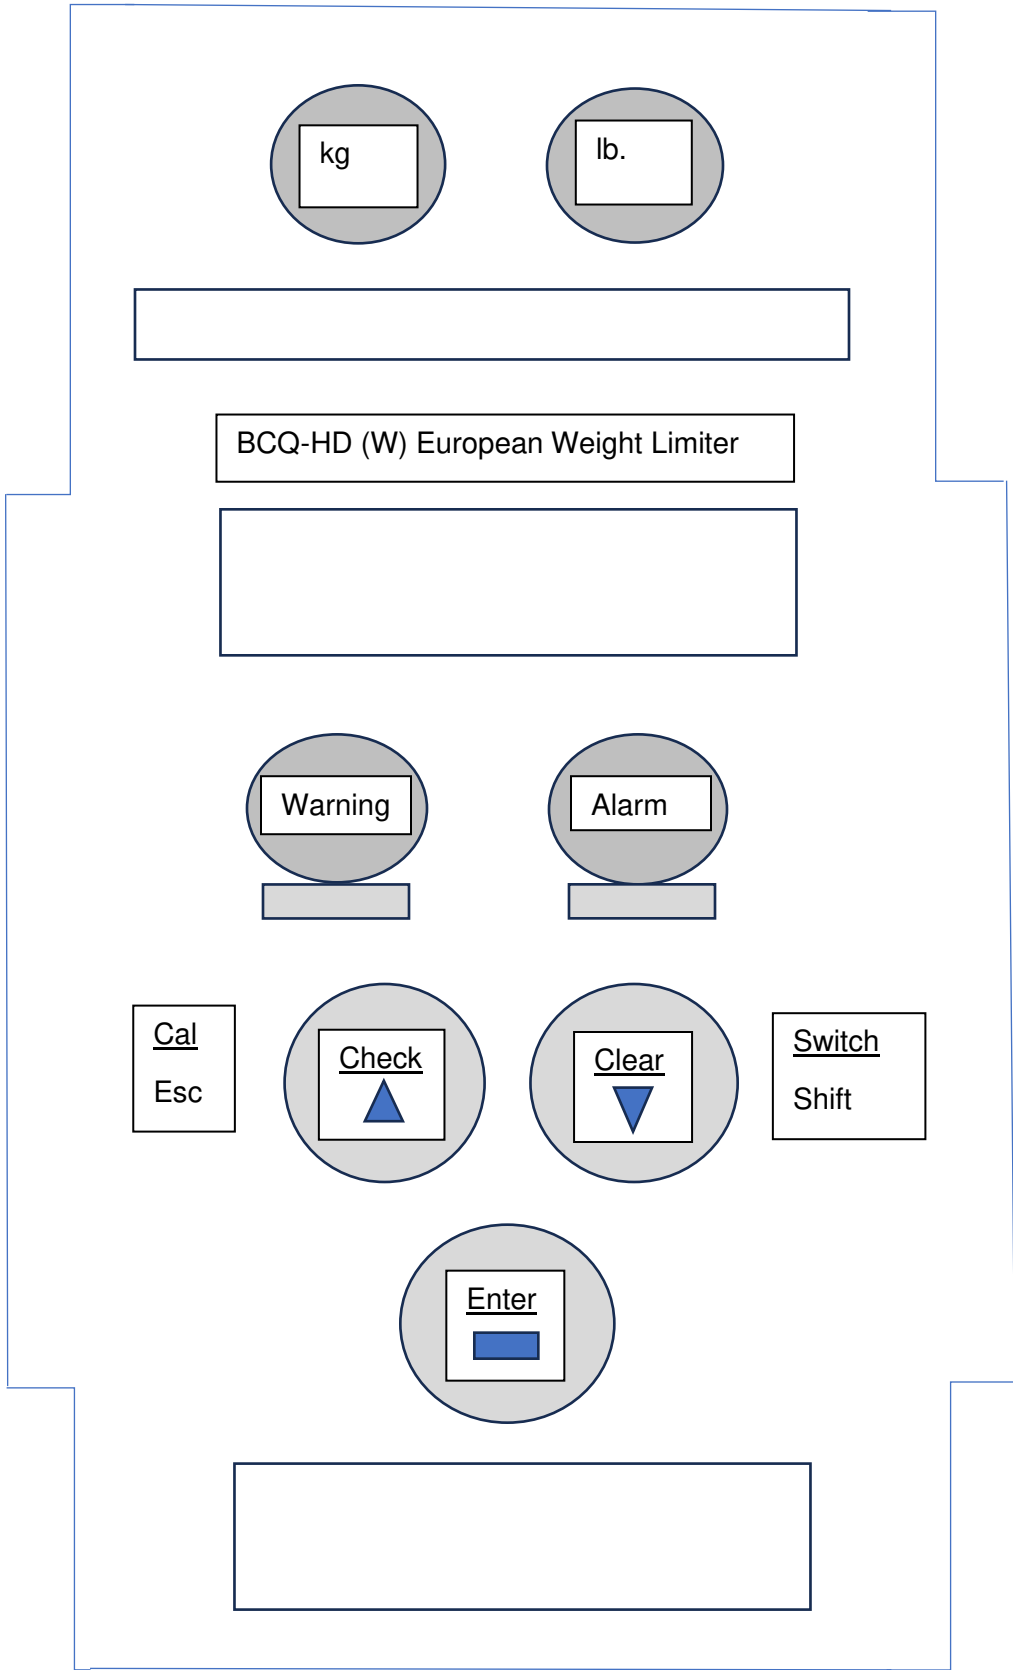 kg
lb.
BCQ-HD (W) European Weight Limiter
Warning
Alarm
Cal
Esc
Check
Clear
Switch
Shift
Enter